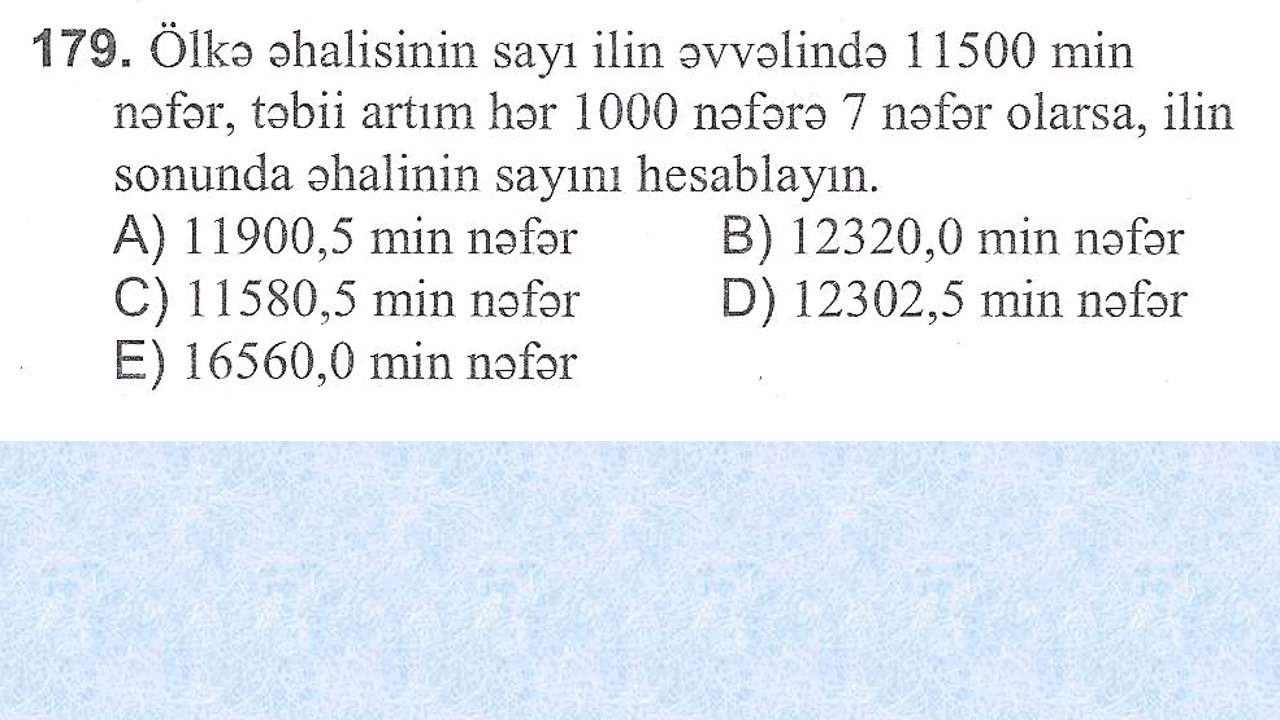 179. Ölkə əhalisinin sayı ilin əvvəlində 11500 min
nəfər, təbii artım hər 1000 nəfərə 7 nəfər olarsa, ilin
sonunda əhalinin sayını hesablayın.
A) 11900,5 min nəfər B) 12320,0 min nəfər
C) 11580,5 min nəfər D) 12302,5 min nəfər
E) 16560,0 min nəfər